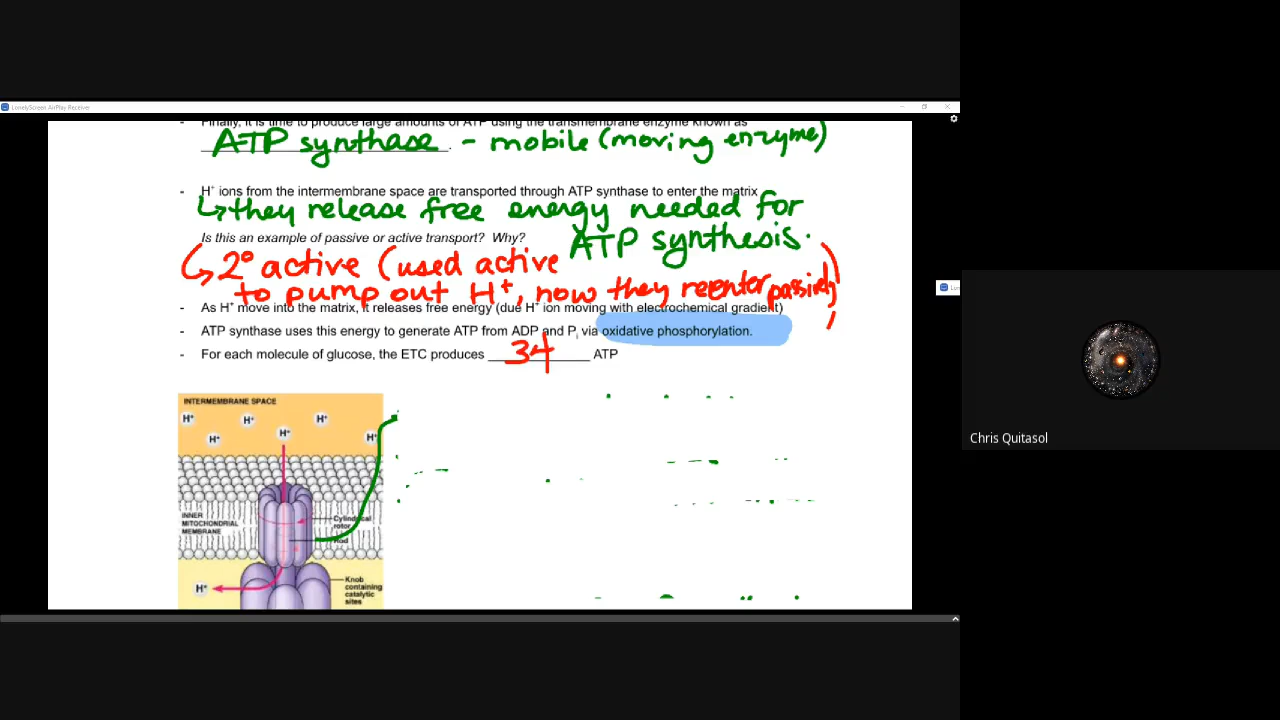 LonelyScreen AirPlay Receiver
- Finally, it is time to produce large amounts of ATP using the transmembrane enzyme known as
ATP synthase. - mobile (moving enzyme)
- H⁺ ions from the intermembrane space are transported through ATP synthase to enter the matrix
↳ they release free energy needed for
ATP synthesis.
Is this an example of passive or active transport? Why?
↳ 2° active (used active
to pump out H⁺, now they reenter passively)
- As H⁺ move into the matrix, it releases free energy (due H⁺ ion moving with electrochemical gradient)
- ATP synthase uses this energy to generate ATP from ADP and Pᵢ via oxidative phosphorylation.
- For each molecule of glucose, the ETC produces 34 ATP
INTERMEMBRANE SPACE
H⁺ H⁺ H⁺
H⁺ H⁺ H⁺
INNER
MITOCHONDRIAL
MEMBRANE
Cylindrical
rotor
Rod
H⁺
Knob
containing
catalytic
sites
Chris Quitasol